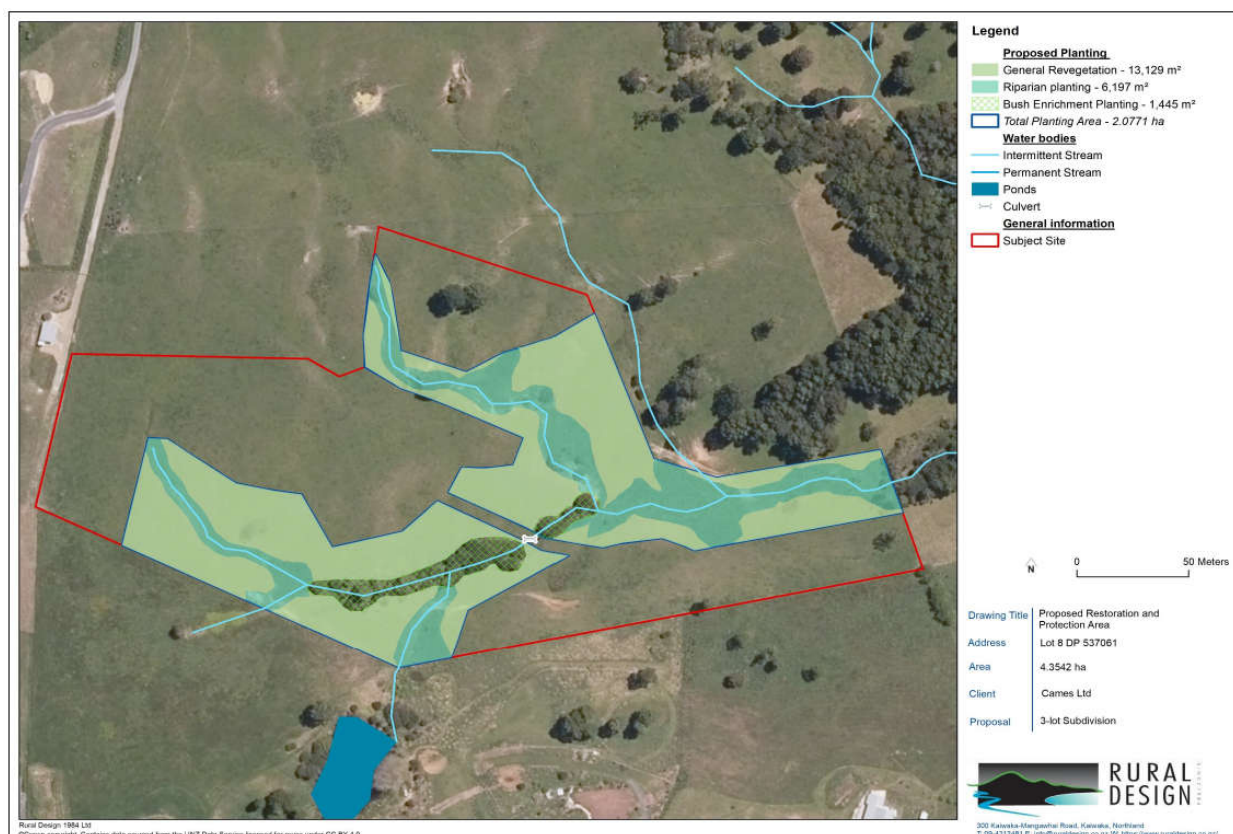 Legend
Proposed Planting
General Revegetation - 13,129 m²
Riparian planting - 6,197 m²
Bush Enrichment Planting - 1,445 m²
Total Planting Area - 2.0771 ha
Water bodies
Intermittent Stream
Permanent Stream
Ponds
Culvert
General information
Subject Site
N
0 50 Meters
Drawing Title Proposed Restoration and
Protection Area
Address Lot 8 DP 537061
Area 4.3542 ha
Client Cames Ltd
Proposal 3-lot Subdivision
RURAL
DESIGN
Rural Design 1984 Ltd
300 Kaiwaka-Mangawhai Road, Kaiwaka, Northland